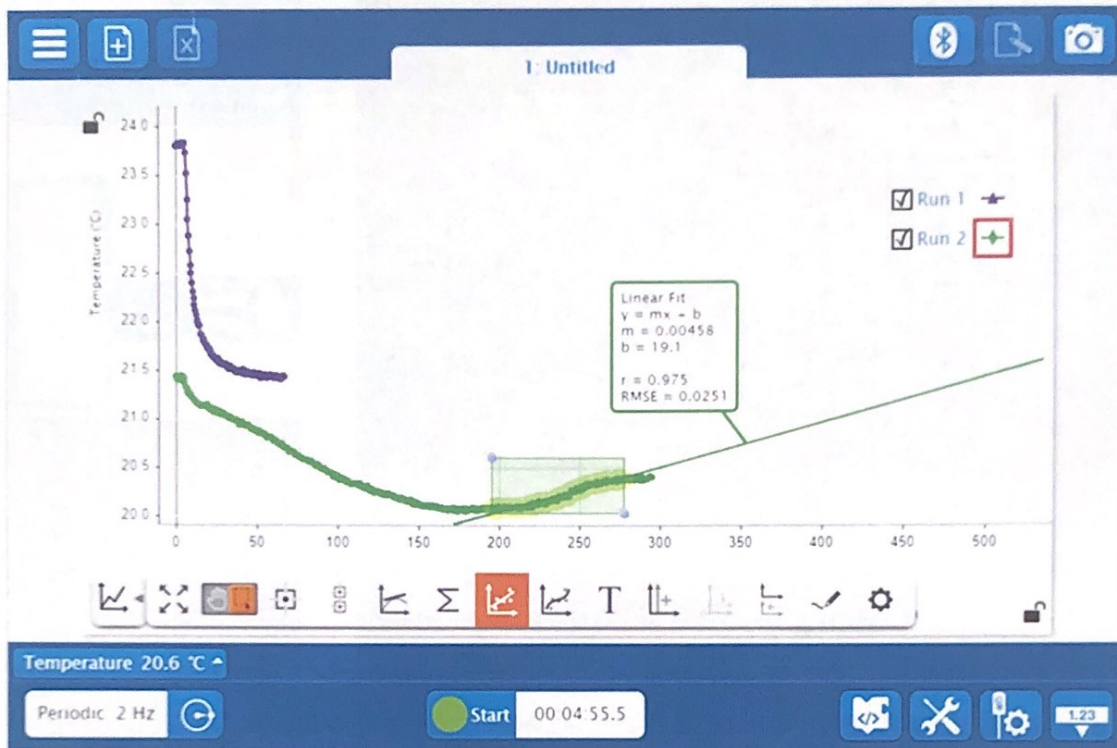 1: Untitled
Temperature (°C)
24.0
23.5
23.0
22.5
22.0
21.5
21.0
20.5
20.0
0 50 100 150 200 250 300 350 400 450 500
Run 1
Run 2
Linear Fit
y = mx + b
m = 0.00458
b = 19.1
r = 0.975
RMSE = 0.0251
Σ
T
Temperature 20.6 °C
Periodic 2 Hz
Start 00:04:55.5
</>
1.23